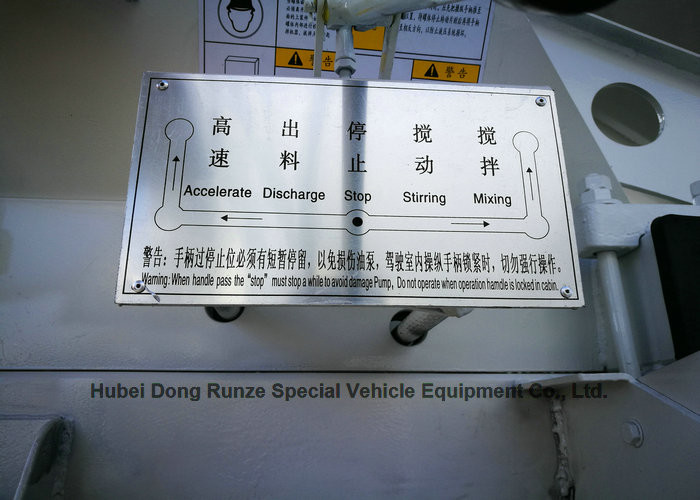 警告
警告
高速 出料 停止 搅动 搅拌
Accelerate Discharge Stop Stirring Mixing
警告：手柄过停止位必须有短暂停留，以免损伤油泵，驾驶室内操纵手柄锁紧时，切勿强行操作。
Warning: When handle pass the “stop” must stop a while to avoid damage Pump, Do not operate when operation hamdle is locked in cabin.
Hubei Dong Runze Special Vehicle Equipment Co., Ltd.